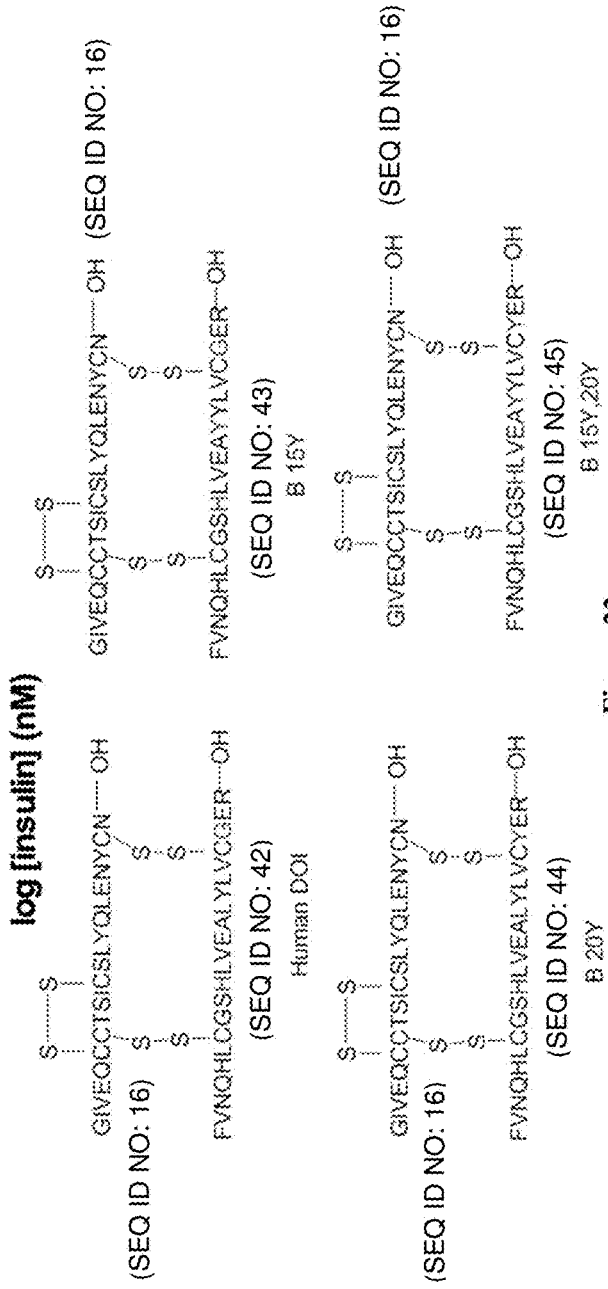 log [insulin] (nM)
S S
(SEQ ID NO: 16)
GIVEQCCTSICSLYQLENYCN OH
S S
S S
FVNQHLCGSHLVEALYLVCGER OH
(SEQ ID NO: 42)
Human DOI
S S
GIVEQCCTSICSLYQLENYCN OH (SEQ ID NO: 16)
S S
S S
FVNQHLCGSHLVEAYYLVCGER OH
(SEQ ID NO: 43)
B 15Y
S S
(SEQ ID NO: 16)
GIVEQCCTSICSLYQLENYCN OH
S S
S S
FVNQHLCGSHLVEALYLVCYER OH
(SEQ ID NO: 44)
B 20Y
S S
GIVEQCCTSICSLYQLENYCN OH (SEQ ID NO: 16)
S S
S S
FVNQHLCGSHLVEAYYLVCYER OH
(SEQ ID NO: 45)
B 15Y,20Y